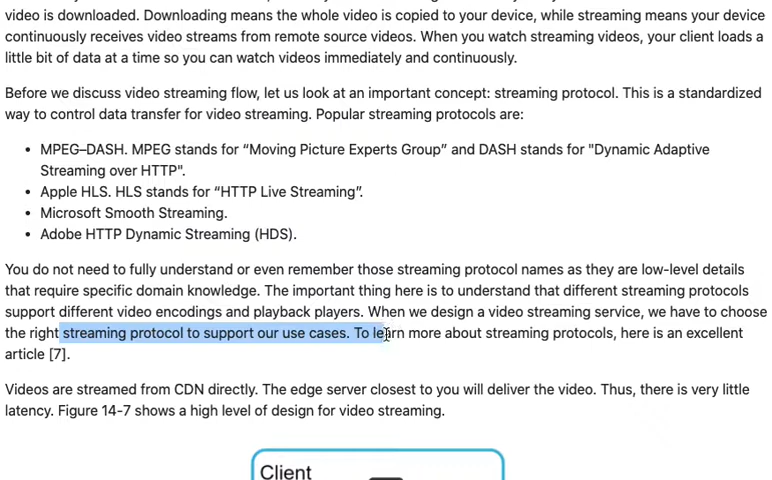 video is downloaded. Downloading means the whole video is copied to your device, while streaming means your device
continuously receives video streams from remote source videos. When you watch streaming videos, your client loads a
little bit of data at a time so you can watch videos immediately and continuously.
Before we discuss video streaming flow, let us look at an important concept: streaming protocol. This is a standardized
way to control data transfer for video streaming. Popular streaming protocols are:
• MPEG–DASH. MPEG stands for “Moving Picture Experts Group” and DASH stands for "Dynamic Adaptive
Streaming over HTTP".
• Apple HLS. HLS stands for “HTTP Live Streaming”.
• Microsoft Smooth Streaming.
• Adobe HTTP Dynamic Streaming (HDS).
You do not need to fully understand or even remember those streaming protocol names as they are low-level details
that require specific domain knowledge. The important thing here is to understand that different streaming protocols
support different video encodings and playback players. When we design a video streaming service, we have to choose
the right streaming protocol to support our use cases. To learn more about streaming protocols, here is an excellent
article [7].
Videos are streamed from CDN directly. The edge server closest to you will deliver the video. Thus, there is very little
latency. Figure 14-7 shows a high level of design for video streaming.
Client